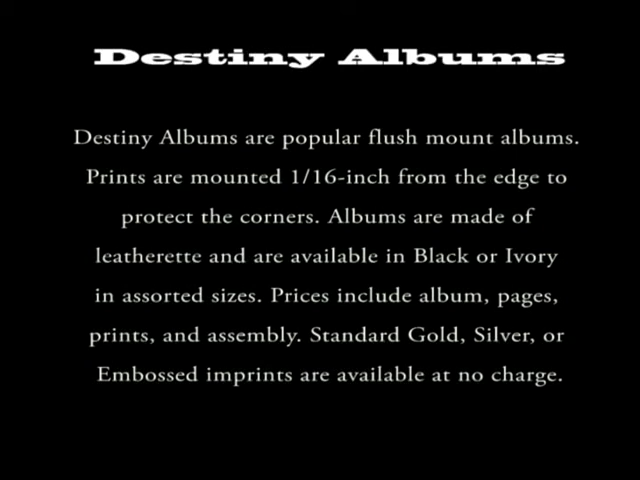 Destiny Albums
Destiny Albums are popular flush mount albums.
Prints are mounted 1/16-inch from the edge to
protect the corners. Albums are made of
leatherette and are available in Black or Ivory
in assorted sizes. Prices include album, pages,
prints, and assembly. Standard Gold, Silver, or
Embossed imprints are available at no charge.